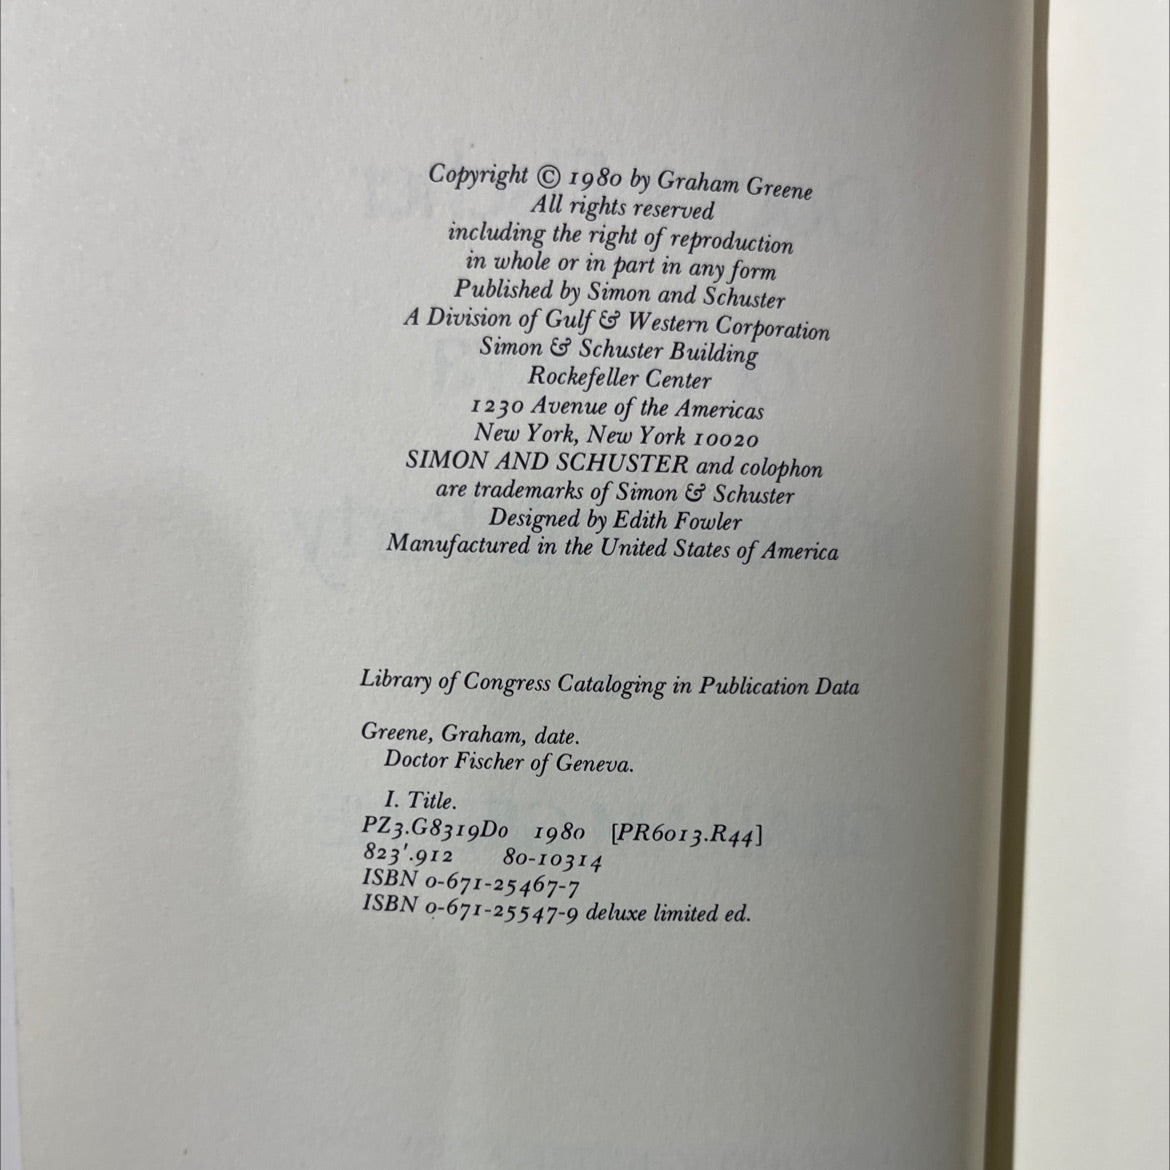 Copyright © 1980 by Graham Greene
All rights reserved
including the right of reproduction
in whole or in part in any form
Published by Simon and Schuster
A Division of Gulf & Western Corporation
Simon & Schuster Building
Rockefeller Center
1230 Avenue of the Americas
New York, New York 10020
SIMON AND SCHUSTER and colophon
are trademarks of Simon & Schuster
Designed by Edith Fowler
Manufactured in the United States of America
Library of Congress Cataloging in Publication Data
Greene, Graham, date.
Doctor Fischer of Geneva.
I. Title.
PZ3.G8319Do 1980 [PR6013.R44]
823'.912 80-10314
ISBN 0-671-25467-7
ISBN 0-671-25547-9 deluxe limited ed.